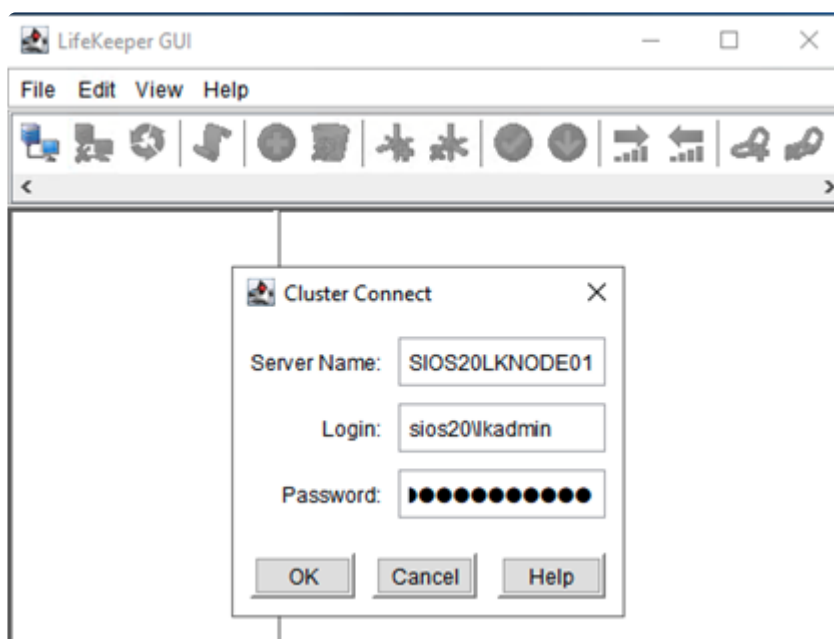 LifeKeeper GUI
File Edit View Help
Cluster Connect
Server Name: SIOS20LKNODE01
Login: sios20\lkadmin
Password:
OK Cancel Help